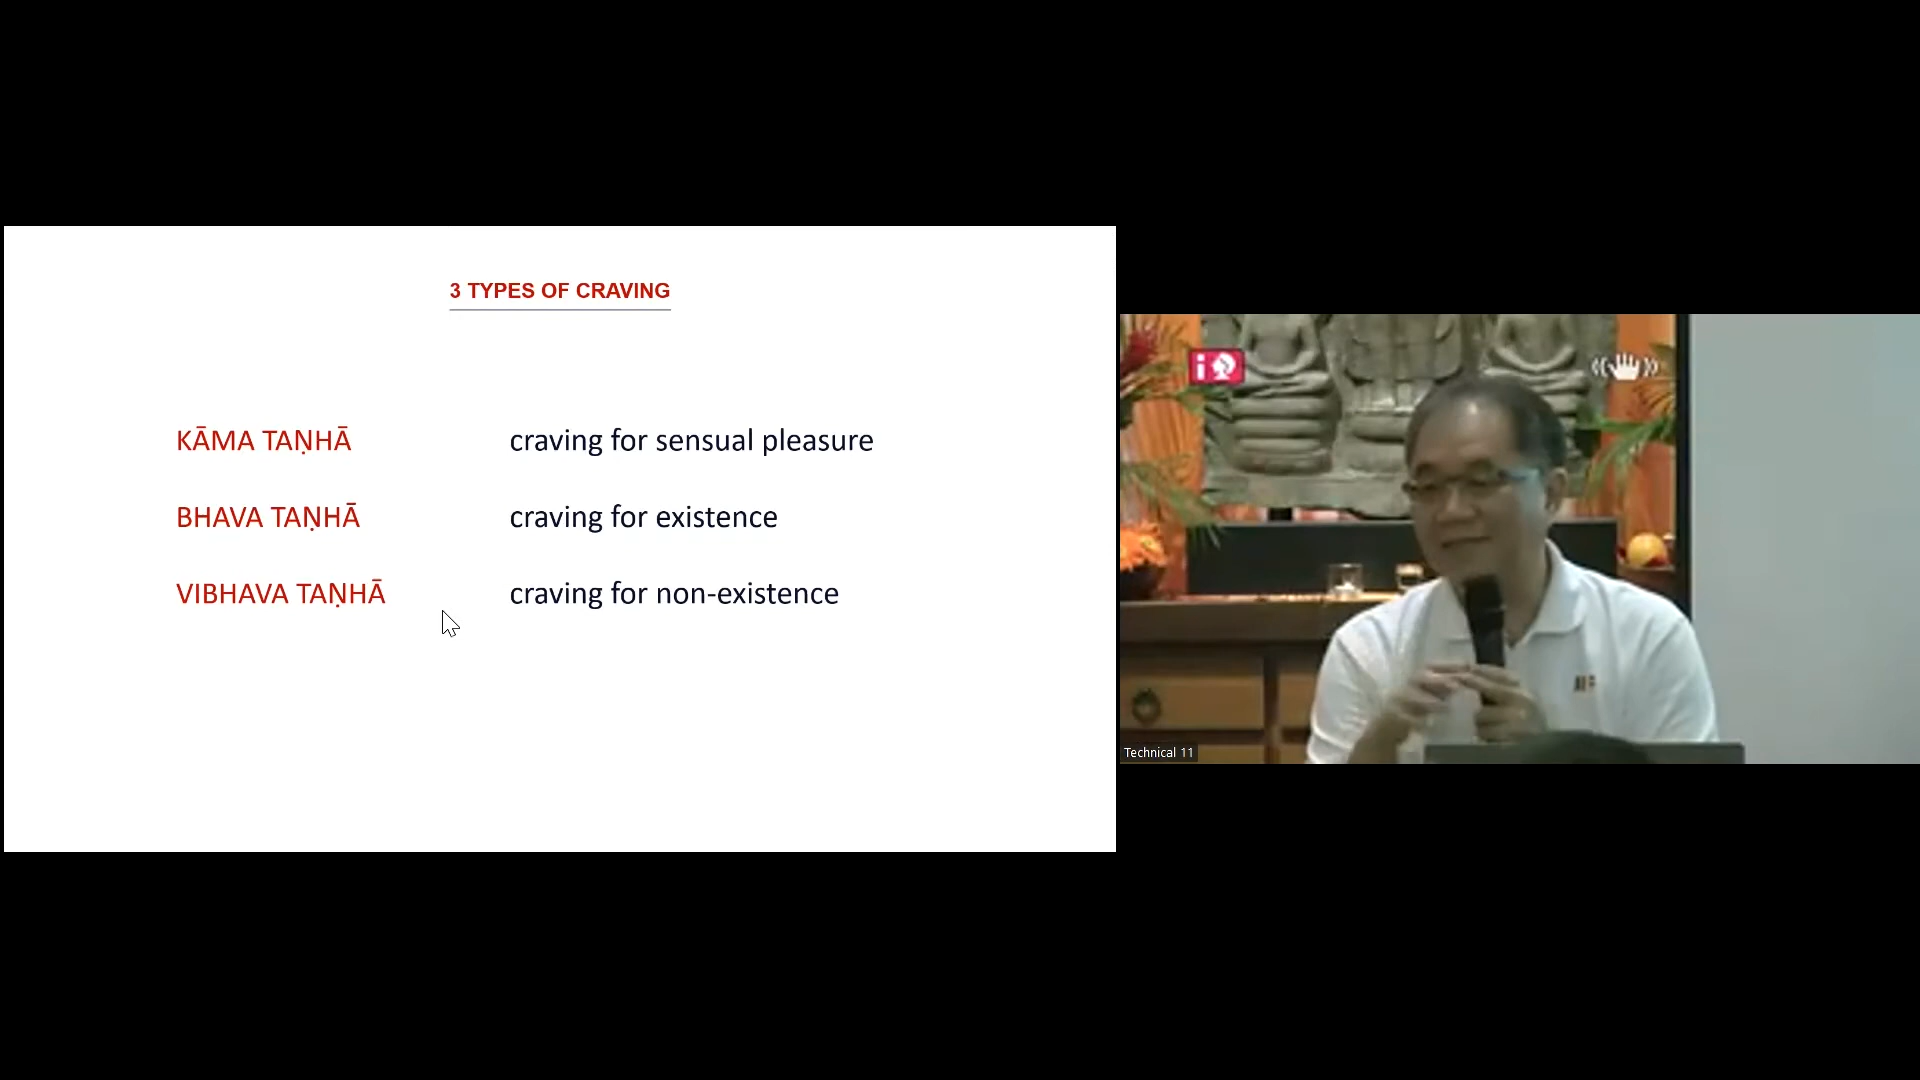 3 TYPES OF CRAVING
KĀMA TAṆHĀ craving for sensual pleasure
BHAVA TAṆHĀ craving for existence
VIBHAVA TAṆHĀ craving for non-existence
Technical 11